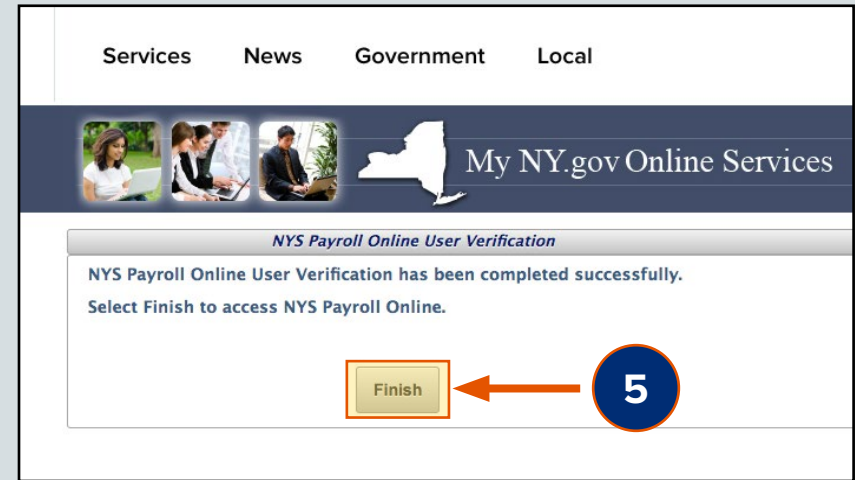 Services News Government Local
My NY.gov Online Services
NYS Payroll Online User Verification
NYS Payroll Online User Verification has been completed successfully.
Select Finish to access NYS Payroll Online.
Finish
5